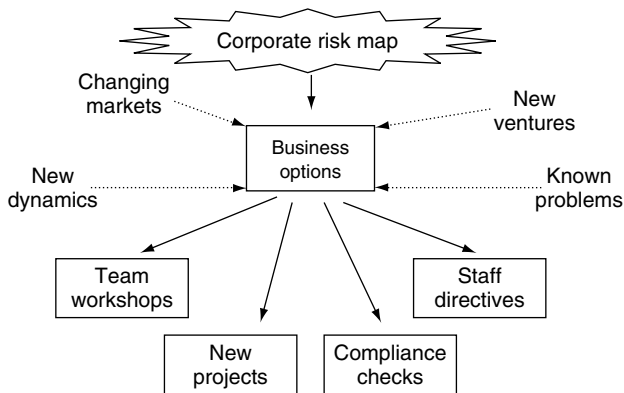 Corporate risk map
Changing
markets
New
ventures
Business
options
New
dynamics
Known
problems
Team
workshops
Staff
directives
New
projects
Compliance
checks